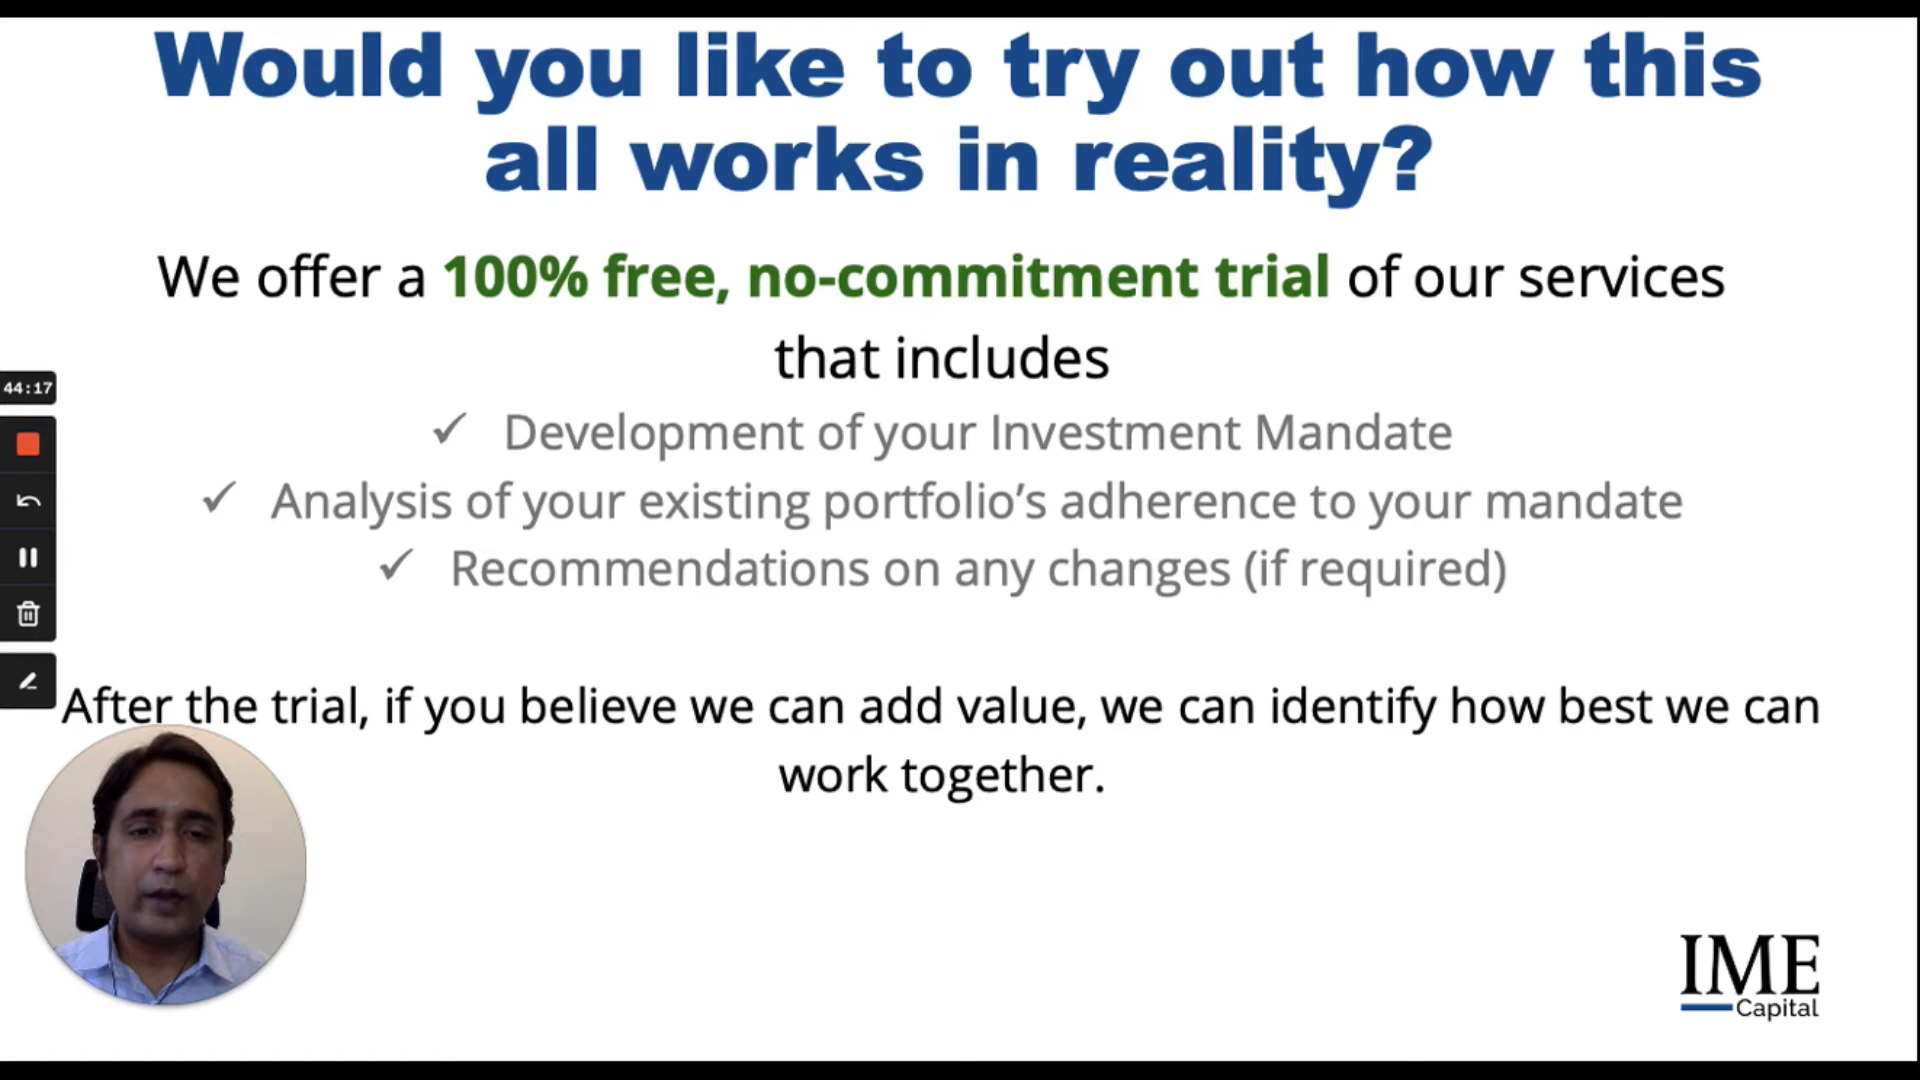 Would you like to try out how this
all works in reality?
We offer a 100% free, no-commitment trial of our services
that includes
✓ Development of your Investment Mandate
✓ Analysis of your existing portfolio’s adherence to your mandate
✓ Recommendations on any changes (if required)
44:17
After the trial, if you believe we can add value, we can identify how best we can
work together.
IME
Capital